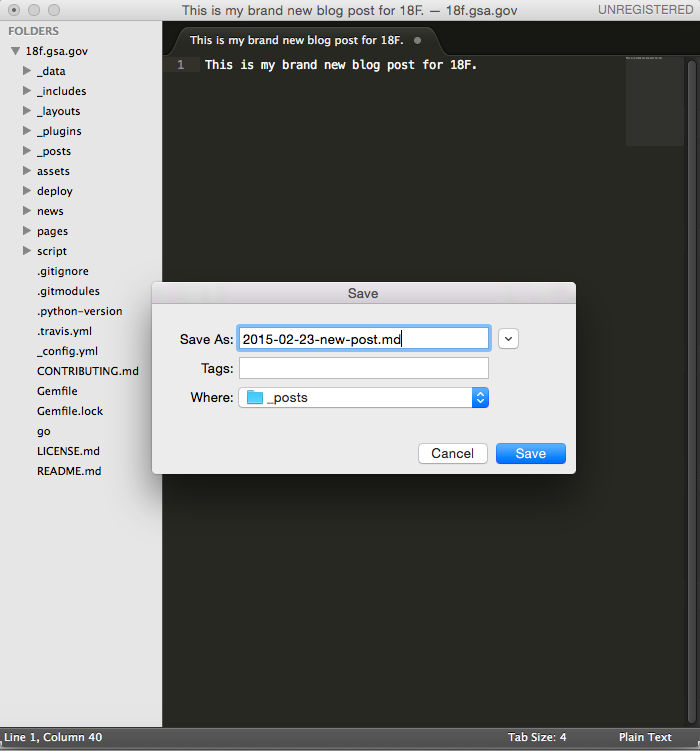 This is my brand new blog post for 18F. — 18f.gsa.gov
UNREGISTERED
FOLDERS
18f.gsa.gov
_data
_includes
_layouts
_plugins
_posts
assets
deploy
news
pages
script
.gitignore
.gitmodules
.python-version
.travis.yml
_config.yml
CONTRIBUTING.md
Gemfile
Gemfile.lock
go
LICENSE.md
README.md
This is my brand new blog post for 18F.
1 This is my brand new blog post for 18F.
Save
Save As: 2015-02-23-new-post.md
Tags:
Where: _posts
Cancel Save
Line 1, Column 40
Tab Size: 4
Plain Text